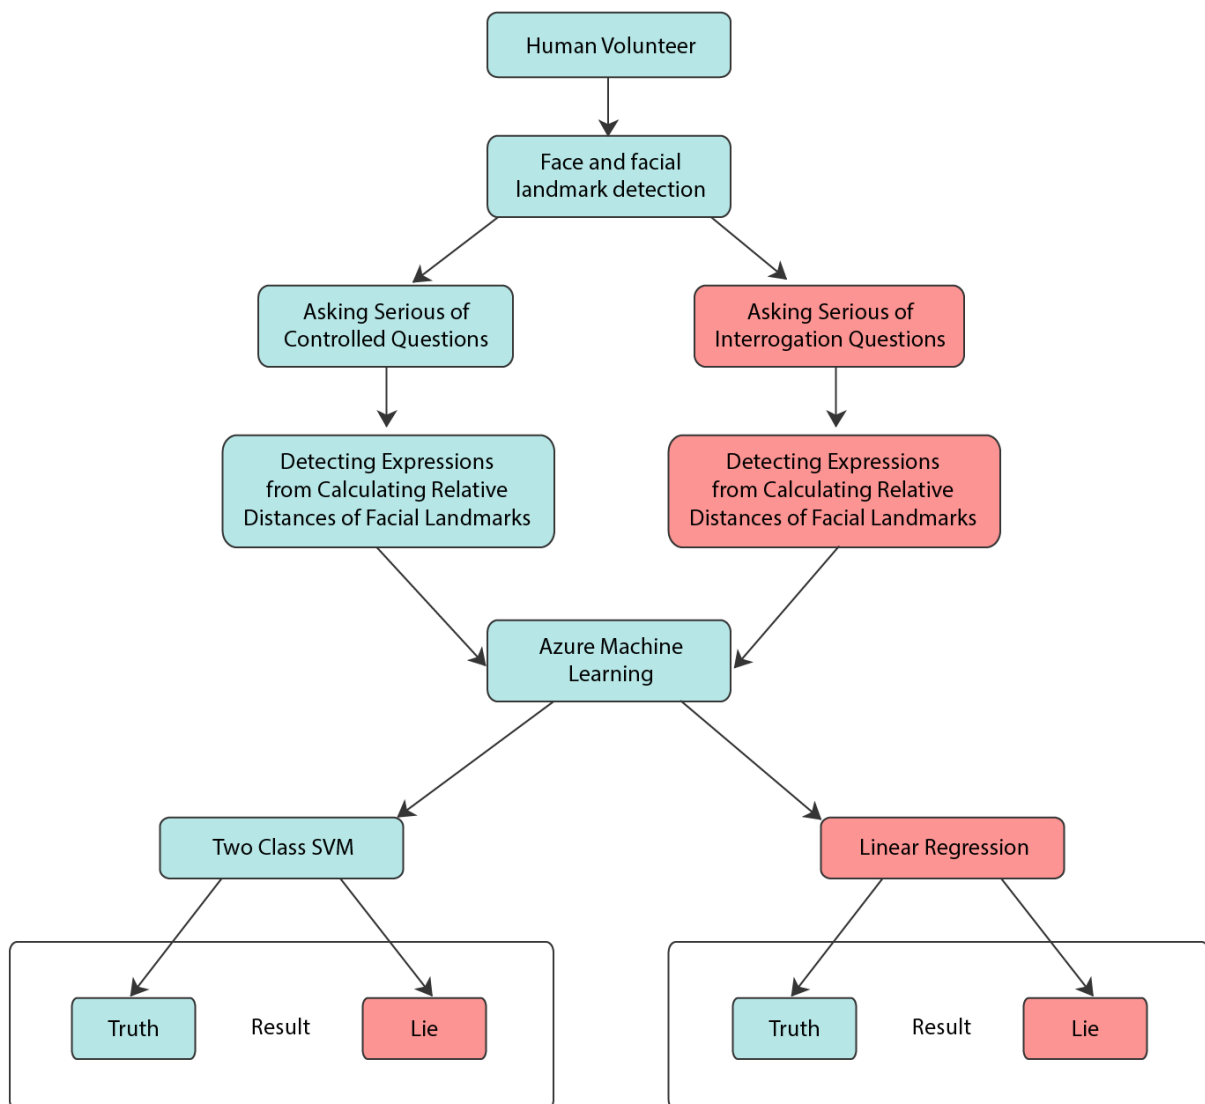 Human Volunteer
Face and facial
landmark detection
Asking Serious of
Controlled Questions
Asking Serious of
Interrogation Questions
Detecting Expressions
from Calculating Relative
Distances of Facial Landmarks
Detecting Expressions
from Calculating Relative
Distances of Facial Landmarks
Azure Machine
Learning
Two Class SVM
Linear Regression
Truth
Result
Lie
Truth
Result
Lie